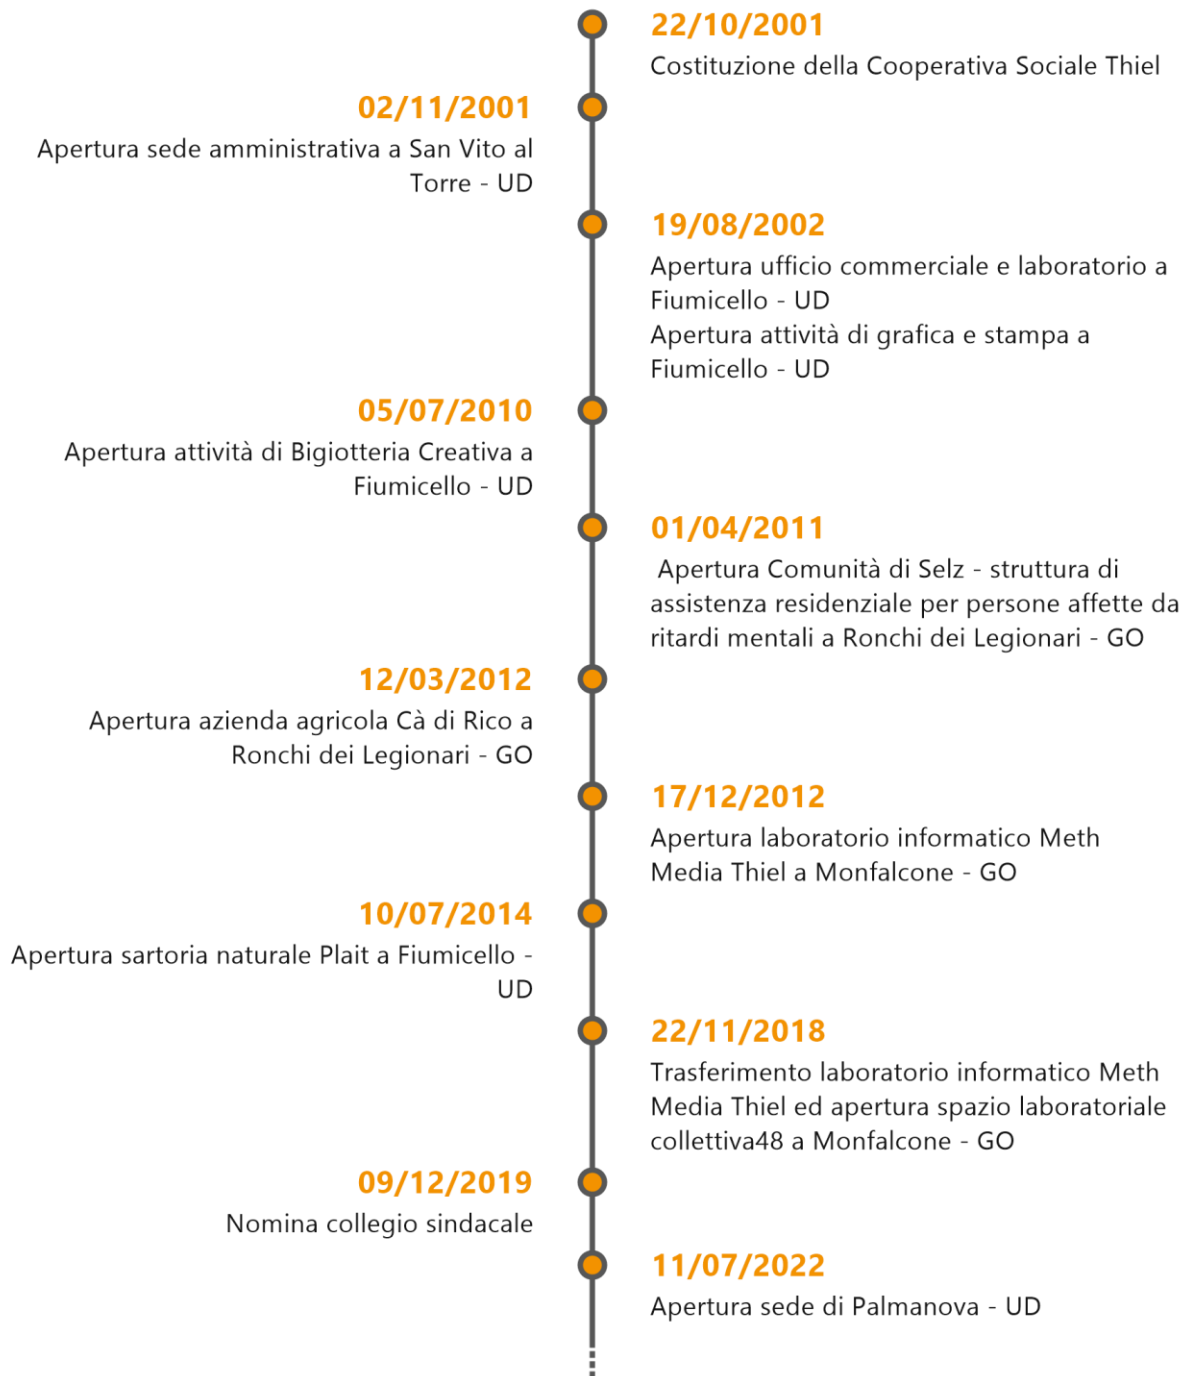 22/10/2001
Costituzione della Cooperativa Sociale Thiel
02/11/2001
Apertura sede amministrativa a San Vito al
Torre - UD
19/08/2002
Apertura ufficio commerciale e laboratorio a
Fiumicello - UD
Apertura attività di grafica e stampa a
Fiumicello - UD
05/07/2010
Apertura attività di Bigiotteria Creativa a
Fiumicello - UD
01/04/2011
Apertura Comunità di Selz - struttura di
assistenza residenziale per persone affette da
ritardi mentali a Ronchi dei Legionari - GO
12/03/2012
Apertura azienda agricola Cà di Rico a
Ronchi dei Legionari - GO
17/12/2012
Apertura laboratorio informatico Meth
Media Thiel a Monfalcone - GO
10/07/2014
Apertura sartoria naturale Plait a Fiumicello -
UD
22/11/2018
Trasferimento laboratorio informatico Meth
Media Thiel ed apertura spazio laboratoriale
collettiva48 a Monfalcone - GO
09/12/2019
Nomina collegio sindacale
11/07/2022
Apertura sede di Palmanova - UD